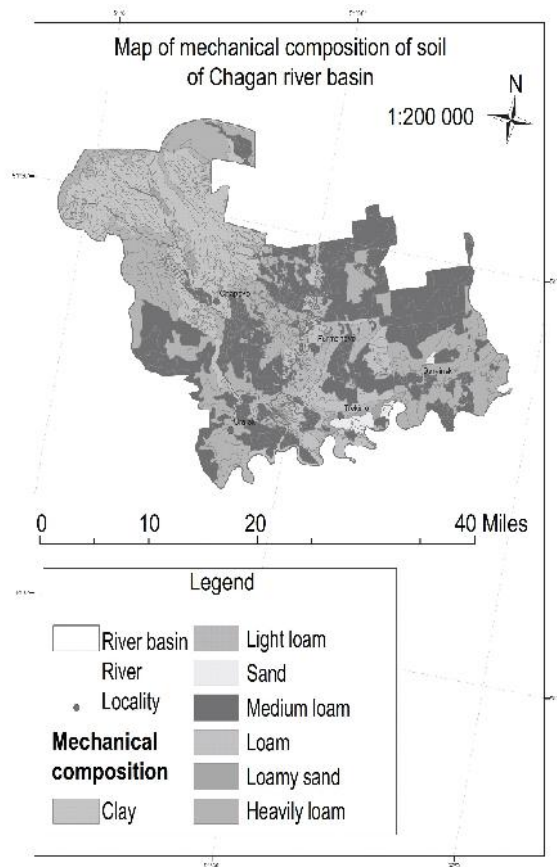 Map of mechanical composition of soil
of Chagan river basin
N
1:200 000
Trekino
0 10 20 40 Miles
Legend
River basin
River
Locality
Mechanical
composition
Clay
Light loam
Sand
Medium loam
Loam
Loamy sand
Heavily loam